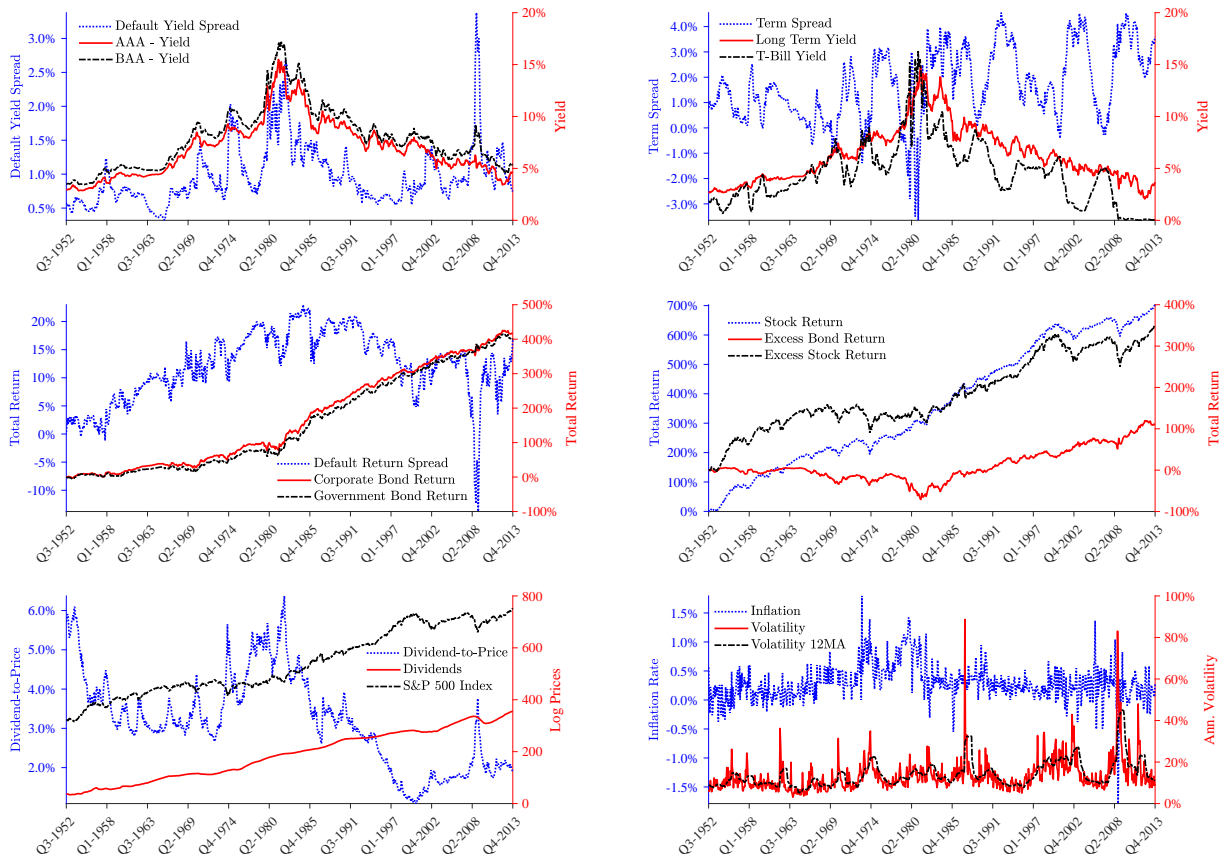 Default Yield Spread
AAA - Yield
BAA - Yield
Default Yield Spread
3.0%
2.5%
2.0%
1.5%
1.0%
0.5%
20%
15%
10%
5%
0%
Yield
Q3-1952
Q1-1958
Q3-1963
Q2-1969
Q4-1974
Q2-1980
Q4-1985
Q3-1991
Q1-1997
Q4-2002
Q2-2008
Q4-2013
Term Spread
Long Term Yield
T-Bill Yield
Term Spread
4.0%
3.0%
2.0%
1.0%
0.0%
-1.0%
-2.0%
-3.0%
20%
15%
10%
5%
0%
Yield
Q3-1952
Q1-1958
Q3-1963
Q2-1969
Q4-1974
Q2-1980
Q4-1985
Q3-1991
Q1-1997
Q4-2002
Q2-2008
Q4-2013
Default Return Spread
Corporate Bond Return
Government Bond Return
Total Return
20%
15%
10%
5%
0%
-5%
-10%
500%
400%
300%
200%
100%
0%
-100%
Total Return
Q3-1952
Q1-1958
Q3-1963
Q2-1969
Q4-1974
Q2-1980
Q4-1985
Q3-1991
Q1-1997
Q4-2002
Q2-2008
Q4-2013
Stock Return
Excess Bond Return
Excess Stock Return
Total Return
700%
600%
500%
400%
300%
200%
100%
0%
400%
300%
200%
100%
0%
-100%
Total Return
Q3-1952
Q1-1958
Q3-1963
Q2-1969
Q4-1974
Q2-1980
Q4-1985
Q3-1991
Q1-1997
Q4-2002
Q2-2008
Q4-2013
Dividend-to-Price
Dividends
S&P 500 Index
Dividend-to-Price
6.0%
5.0%
4.0%
3.0%
2.0%
800
600
400
200
0
Log Prices
Q3-1952
Q1-1958
Q3-1963
Q2-1969
Q4-1974
Q2-1980
Q4-1985
Q3-1991
Q1-1997
Q4-2002
Q2-2008
Q4-2013
Inflation
Volatility
Volatility 12MA
Inflation Rate
1.5%
1.0%
0.5%
0.0%
-0.5%
-1.0%
-1.5%
100%
80%
60%
40%
20%
0%
Ann. Volatility
Q3-1952
Q1-1958
Q3-1963
Q2-1969
Q4-1974
Q2-1980
Q4-1985
Q3-1991
Q1-1997
Q4-2002
Q2-2008
Q4-2013